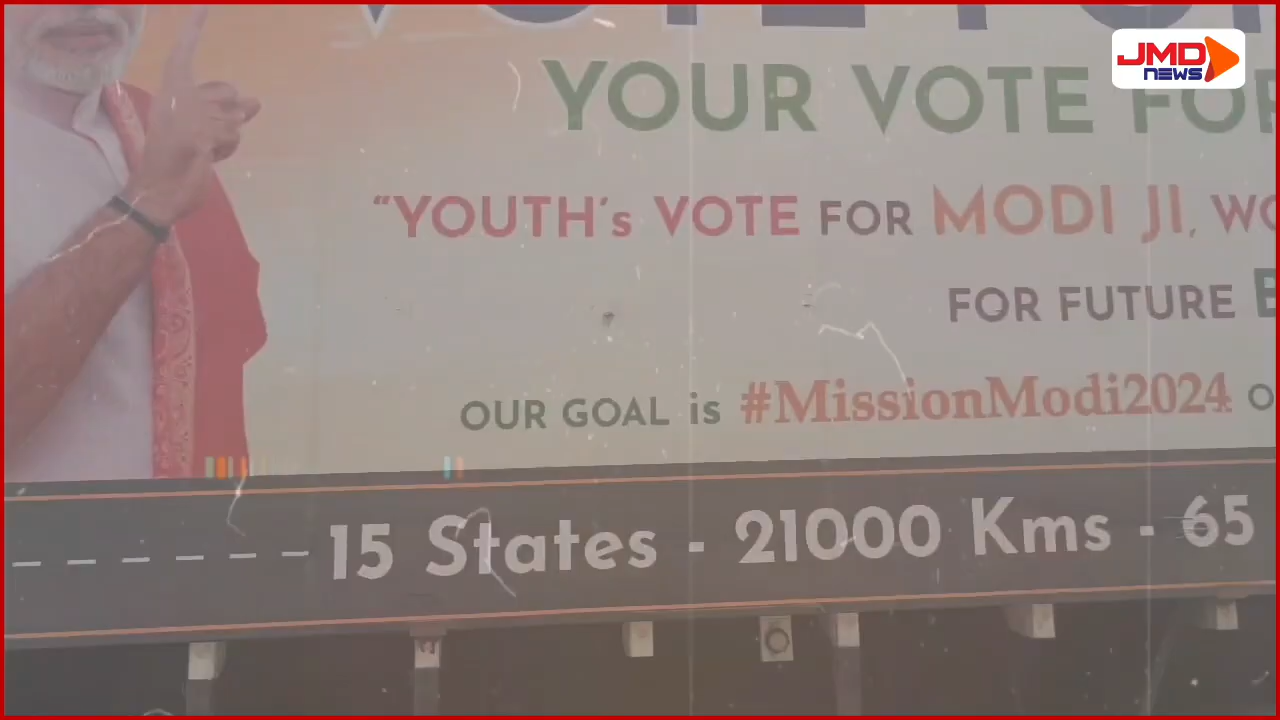 JMD
NEWS
YOUR VOTE FOR
"YOUTH's VOTE FOR MODI JI,
FOR FUTURE
OUR GOAL is #MissionModi2024
15 States - 21000 Kms - 65